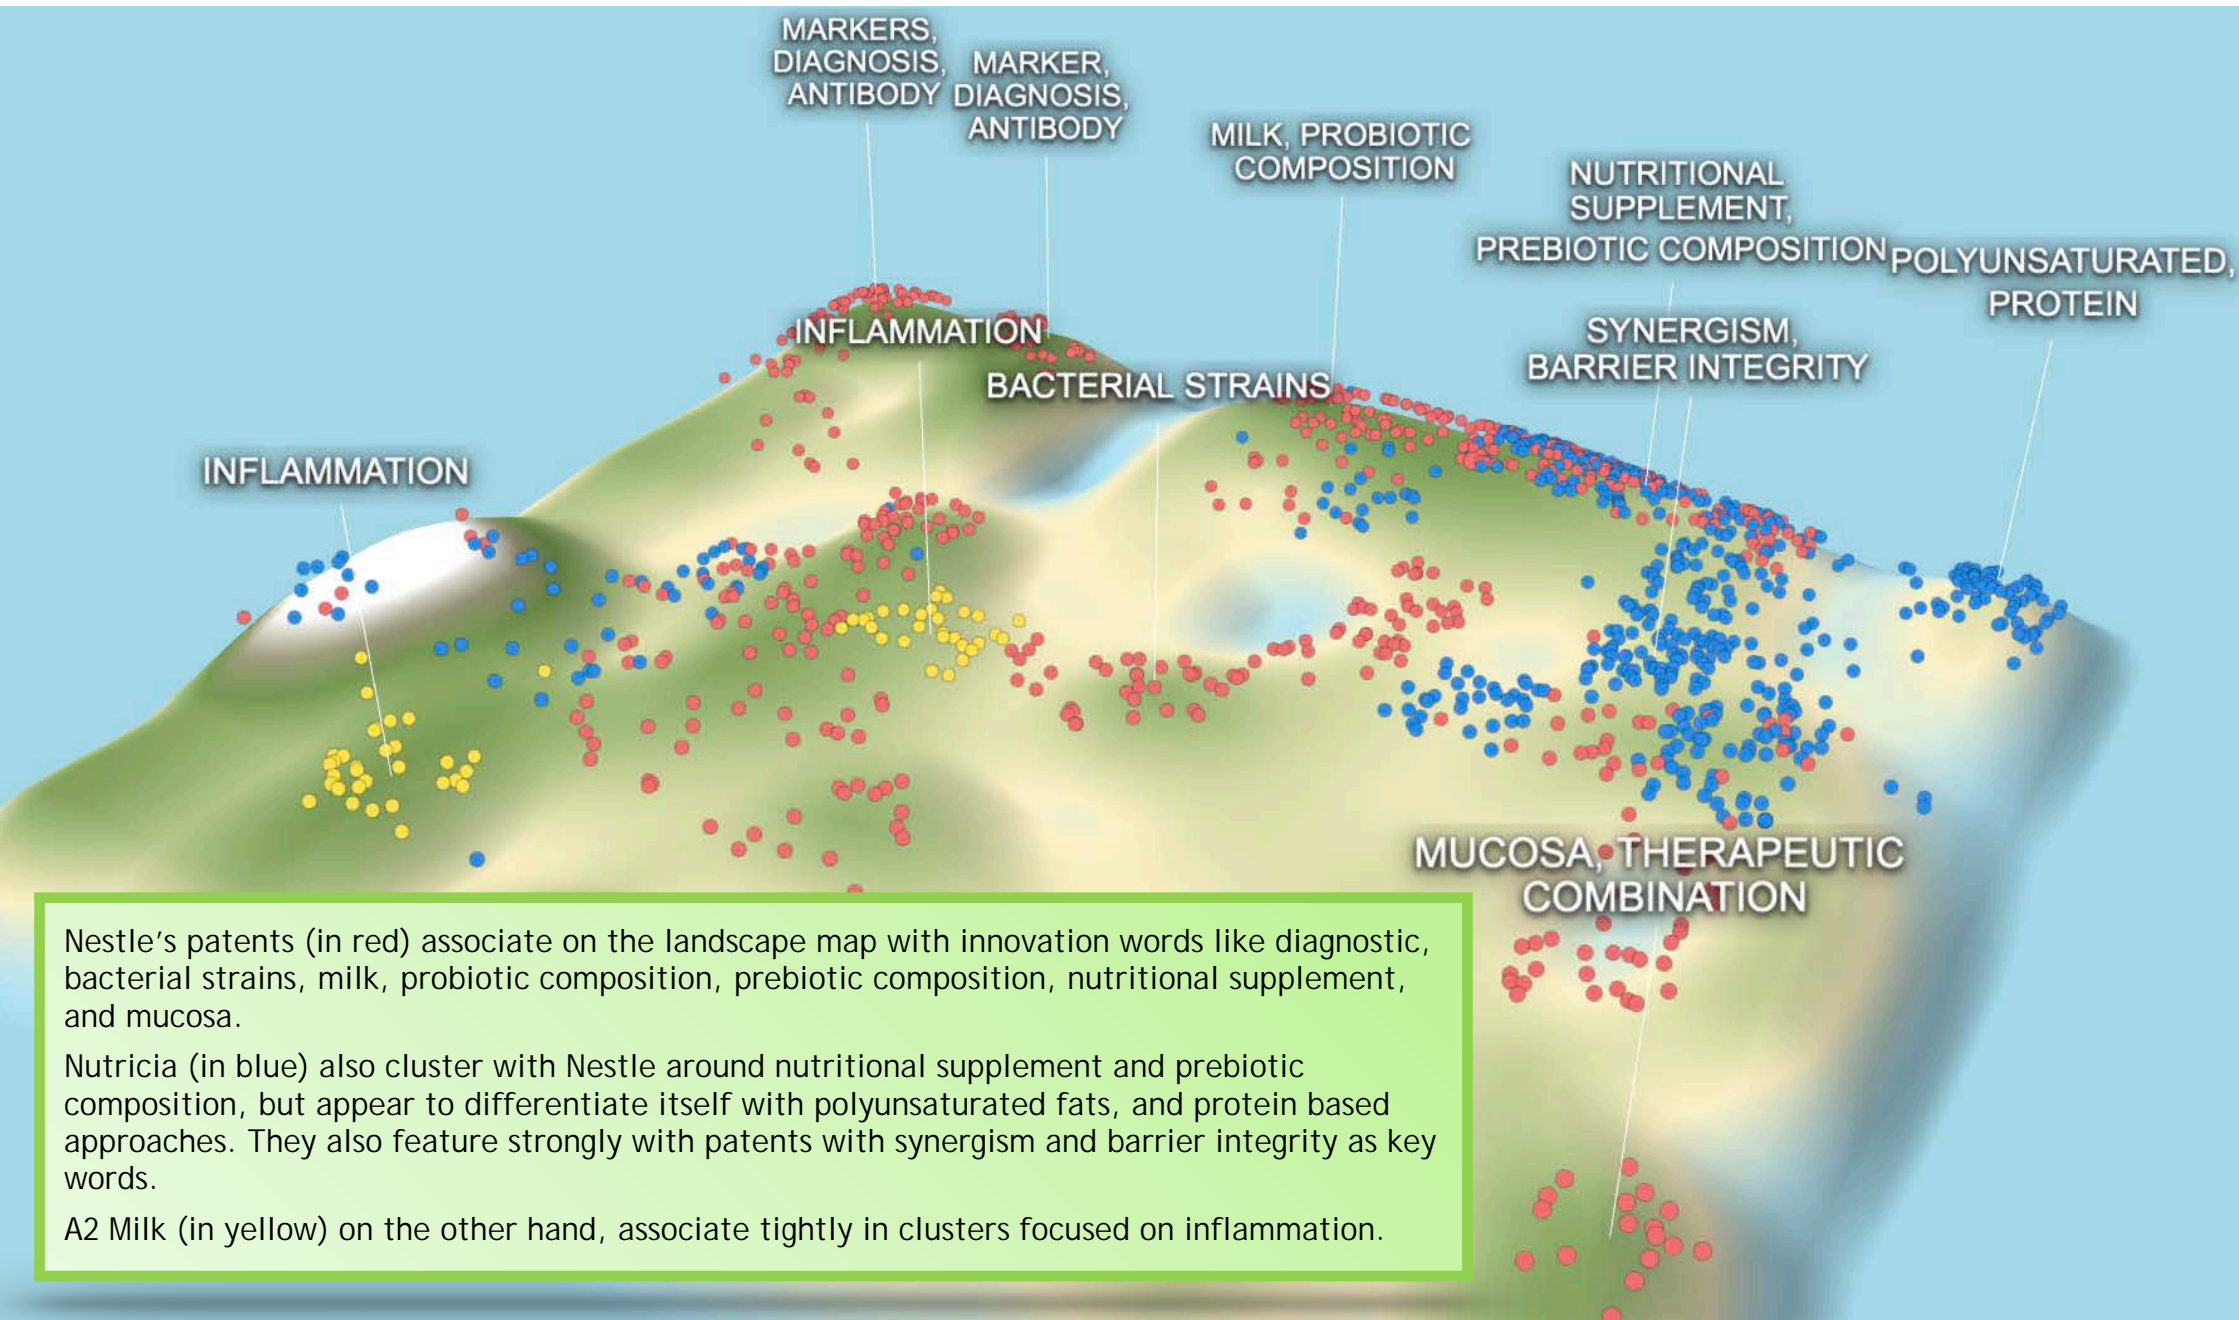 MARKERS,
DIAGNOSIS,
ANTIBODY
MARKER,
DIAGNOSIS,
ANTIBODY
MILK, PROBIOTIC
COMPOSITION
NUTRITIONAL
SUPPLEMENT,
PREBIOTIC COMPOSITION
POLYUNSATURATED,
PROTEIN
INFLAMMATION
SYNERGISM,
BARRIER INTEGRITY
BACTERIAL STRAINS
INFLAMMATION
MUCOSA, THERAPEUTIC
COMBINATION
Nestle's patents (in red) associate on the landscape map with innovation words like diagnostic,
bacterial strains, milk, probiotic composition, prebiotic composition, nutritional supplement,
and mucosa.
Nutricia (in blue) also cluster with Nestle around nutritional supplement and prebiotic
composition, but appear to differentiate itself with polyunsaturated fats, and protein based
approaches. They also feature strongly with patents with synergism and barrier integrity as key
words.
A2 Milk (in yellow) on the other hand, associate tightly in clusters focused on inflammation.